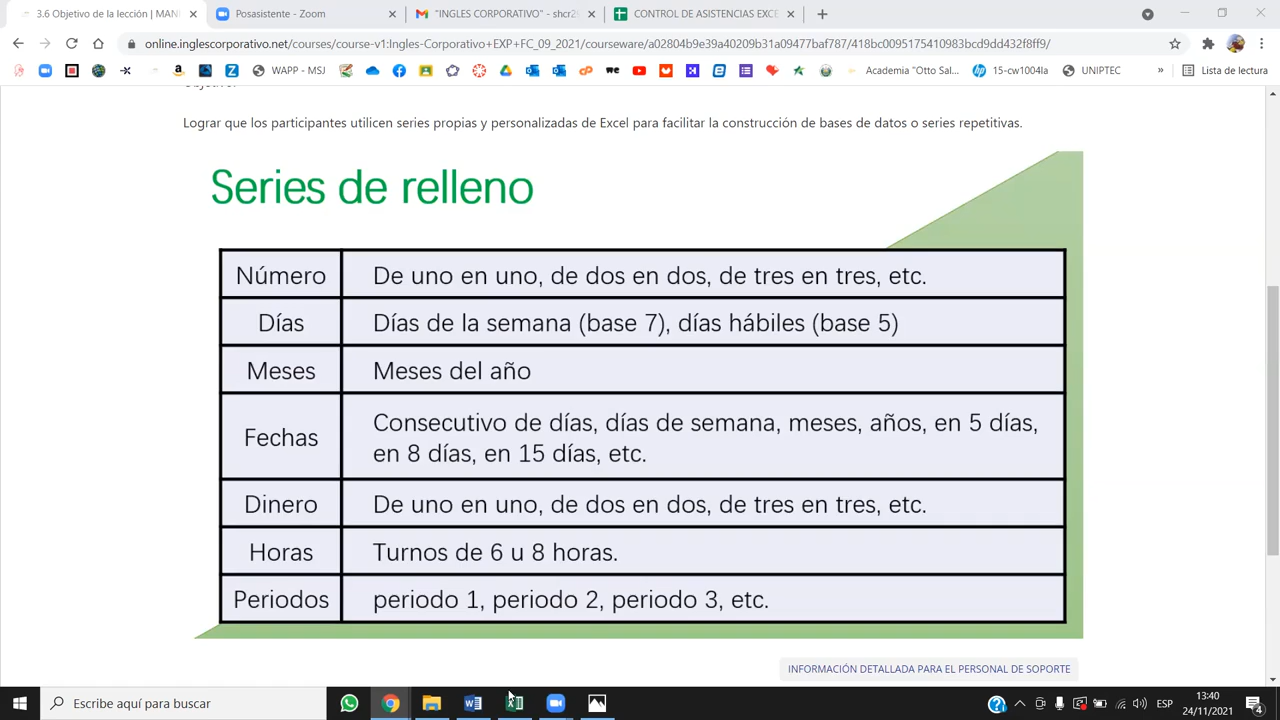 3.6 Objetivo de la lección | MANI
Posasistente - Zoom
"INGLES CORPORATIVO" - shcr2
CONTROL DE ASISTENCIAS EXCE
online.inglescorporativo.net/courses/course-v1:Ingles-Corporativo+EXP+FC_09_2021/courseware/a02804b9e39a40209b31a09477baf787/418bc0095175410983bcd9dd432f8ff9/
WAPP - MSJ
Academia "Otto Sal...
15-cw1004la
UNIPTEC
»
Lista de lectura
Objetivo:
Lograr que los participantes utilicen series propias y personalizadas de Excel para facilitar la construcción de bases de datos o series repetitivas.
Series de relleno
Número De uno en uno, de dos en dos, de tres en tres, etc.
Días Días de la semana (base 7), días hábiles (base 5)
Meses Meses del año
Fechas Consecutivo de días, días de semana, meses, años, en 5 días,
en 8 días, en 15 días, etc.
Dinero De uno en uno, de dos en dos, de tres en tres, etc.
Horas Turnos de 6 u 8 horas.
Periodos periodo 1, periodo 2, periodo 3, etc.
INFORMACIÓN DETALLADA PARA EL PERSONAL DE SOPORTE
Escribe aquí para buscar
ESP
13:40
24/11/2021
4